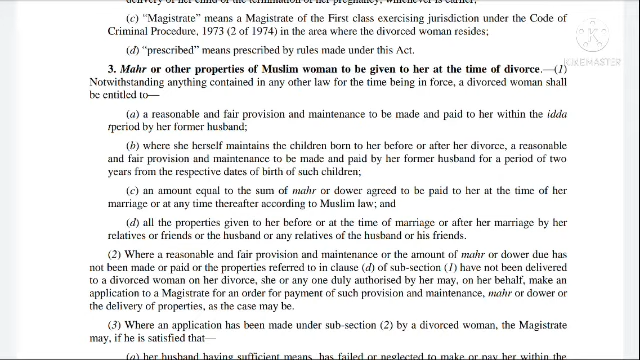 delivery of her child or the termination of her pregnancy, whichever is earlier;
(c) “Magistrate” means a Magistrate of the First class exercising jurisdiction under the Code of
Criminal Procedure, 1973 (2 of 1974) in the area where the divorced woman resides;
(d) “prescribed” means prescribed by rules made under this Act.
3. Mahr or other properties of Muslim woman to be given to her at the time of divorce.—(1)
Notwithstanding anything contained in any other law for the time being in force, a divorced woman shall
be entitled to—
(a) a reasonable and fair provision and maintenance to be made and paid to her within the idda
rperiod by her former husband;
(b) where she herself maintains the children born to her before or after her divorce, a reasonable
and fair provision and maintenance to be made and paid by her former husband for a period of two
years from the respective dates of birth of such children;
(c) an amount equal to the sum of mahr or dower agreed to be paid to her at the time of her
marriage or at any time thereafter according to Muslim law; and
(d) all the properties given to her before or at the time of marriage or after her marriage by her
relatives or friends or the husband or any relatives of the husband or his friends.
(2) Where a reasonable and fair provision and maintenance or the amount of mahr or dower due has
not been made or paid or the properties referred to in clause (d) of sub-section (1) have not been delivered
to a divorced woman on her divorce, she or any one duly authorised by her may, on her behalf, make an
application to a Magistrate for an order for payment of such provision and maintenance, mahr or dower or
the delivery of properties, as the case may be.
(3) Where an application has been made under sub-section (2) by a divorced woman, the Magistrate
may, if he is satisfied that—
(a) her husband having sufficient means, has failed or neglected to make or pay her within the
KINEMASTER